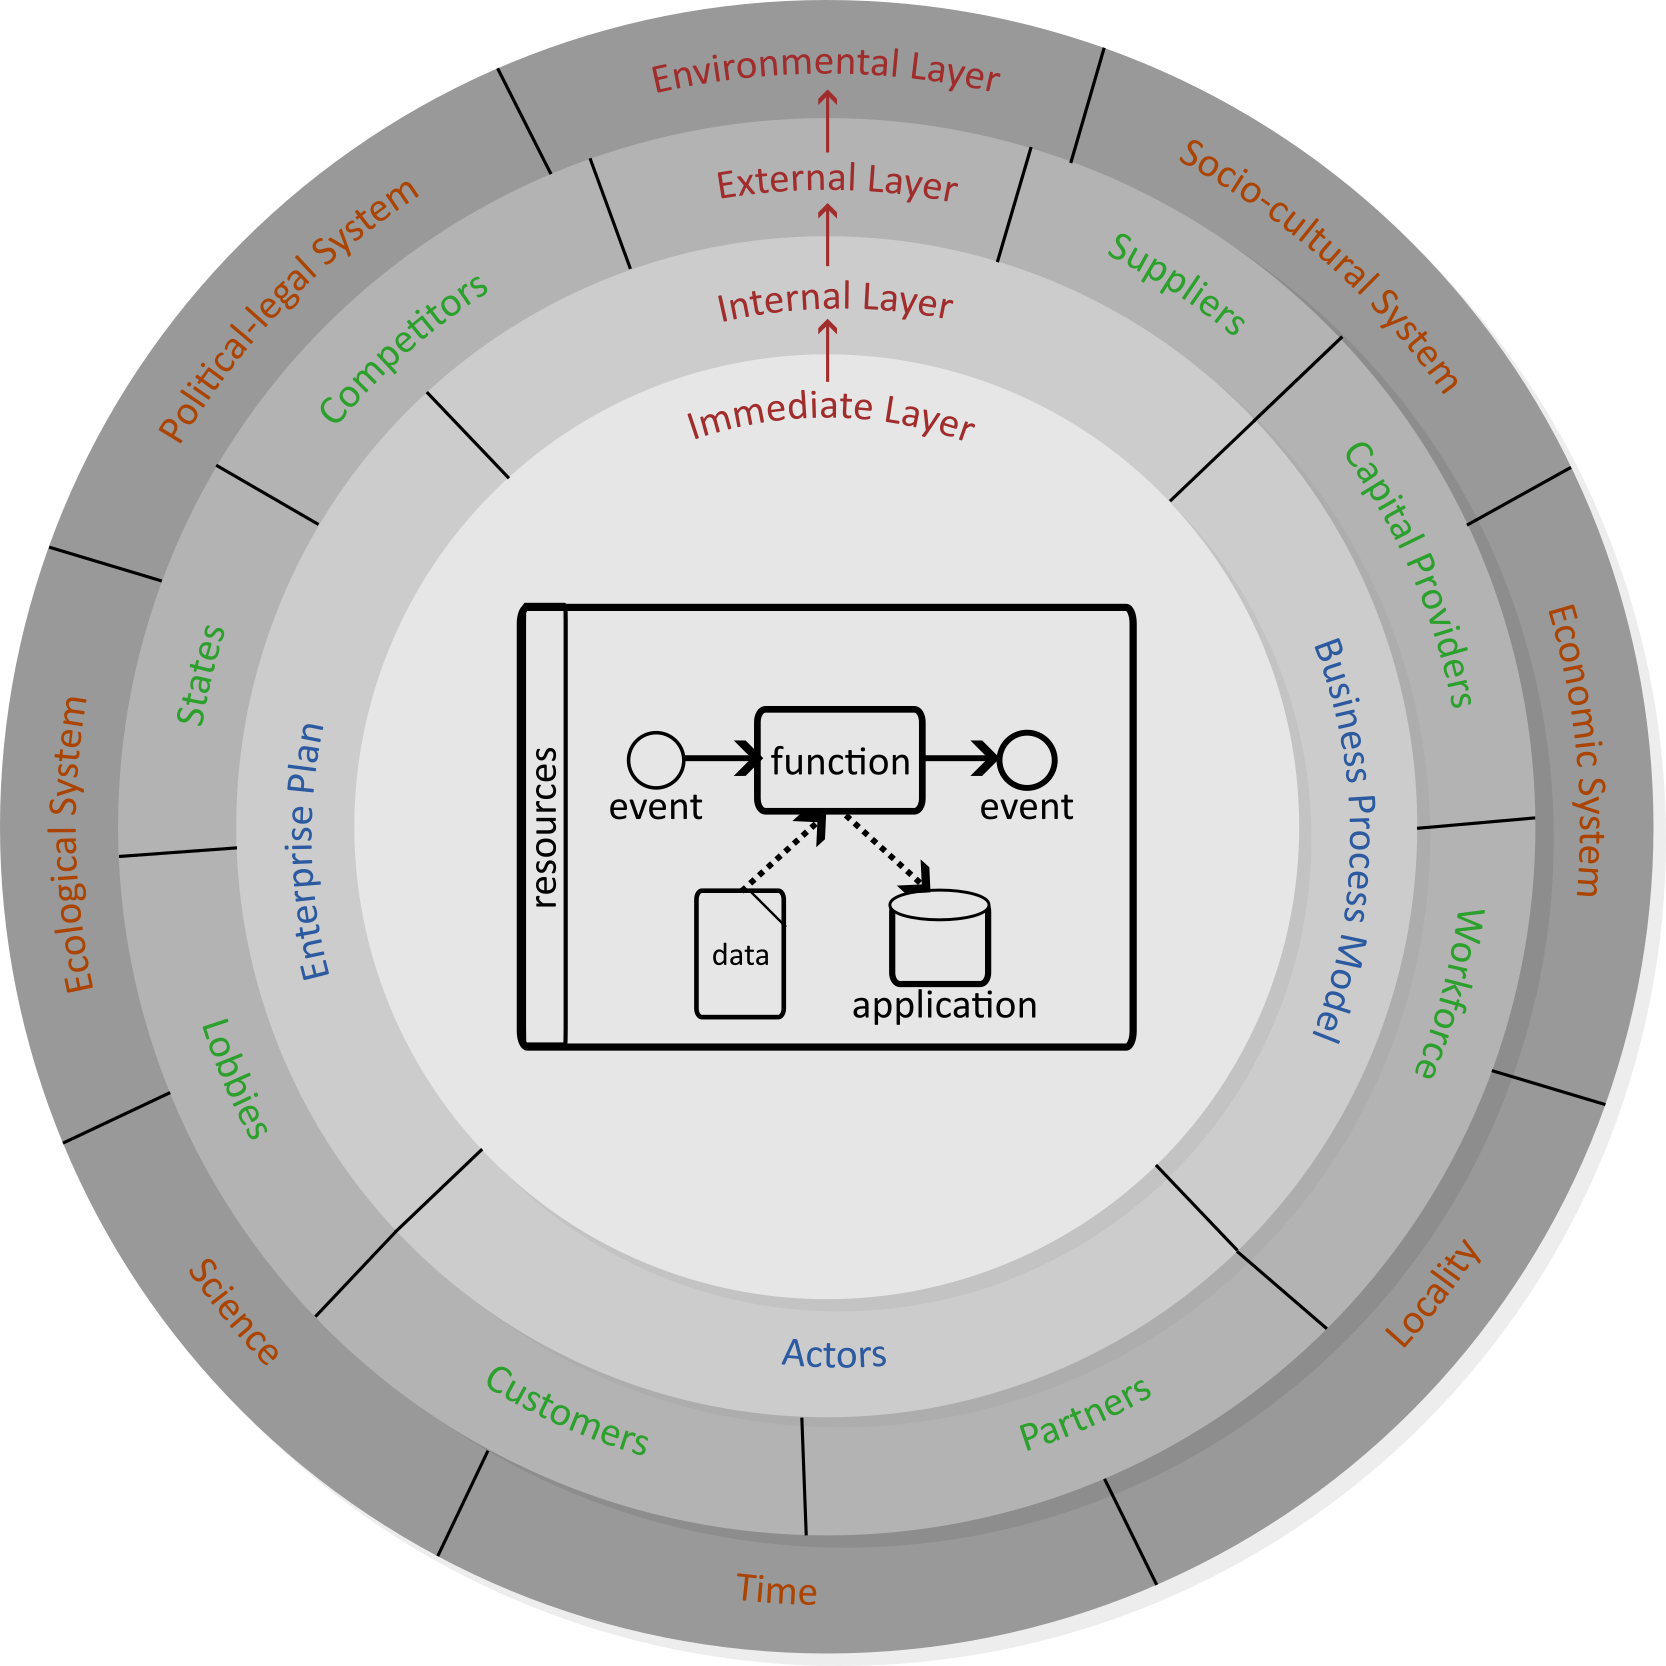 Environmental Layer
External Layer
Internal Layer
Immediate Layer
Socio-cultural System
Economic System
Locality
Time
Science
Ecological System
Political-legal System
Suppliers
Capital Providers
Workforce
Partners
Customers
Lobbies
States
Competitors
Business Process Model
Actors
Enterprise Plan
resources
event
function
event
data
application